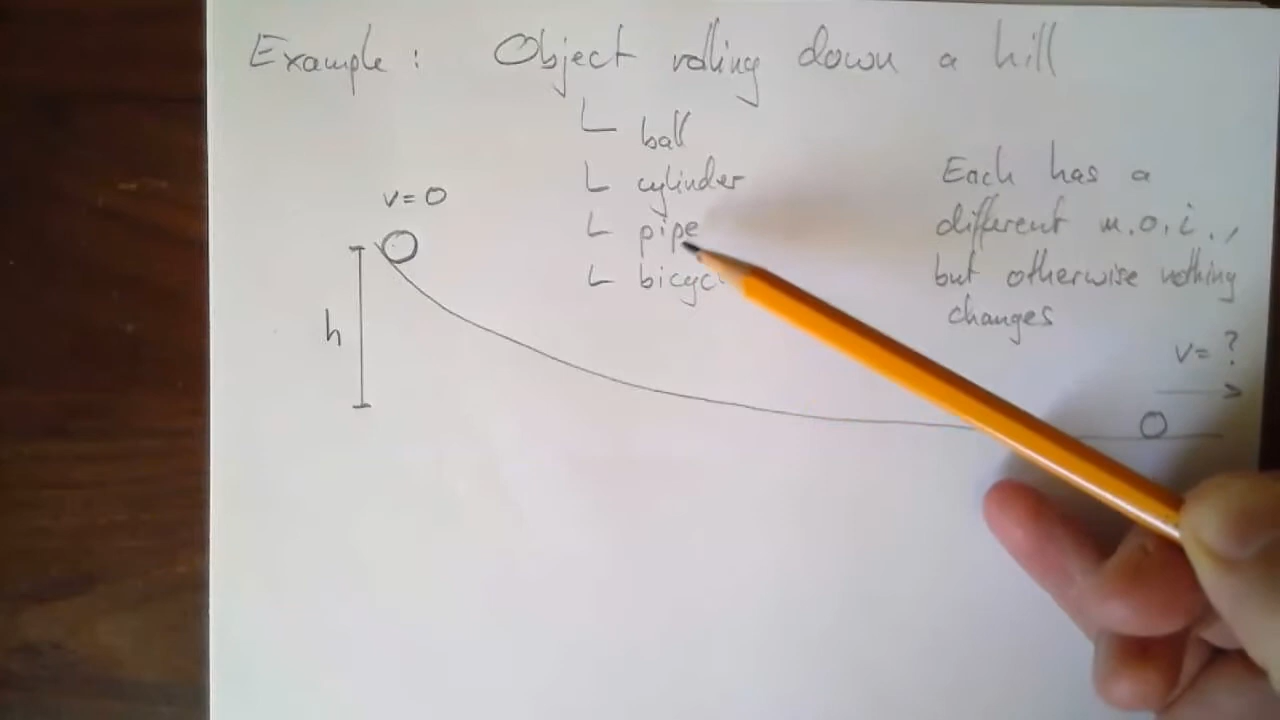 Example: Object rolling down a hill
ball
cylinder
pipe
v=0
h
Each has a
different m.o.i.,
but otherwise nothing
changes
v=?